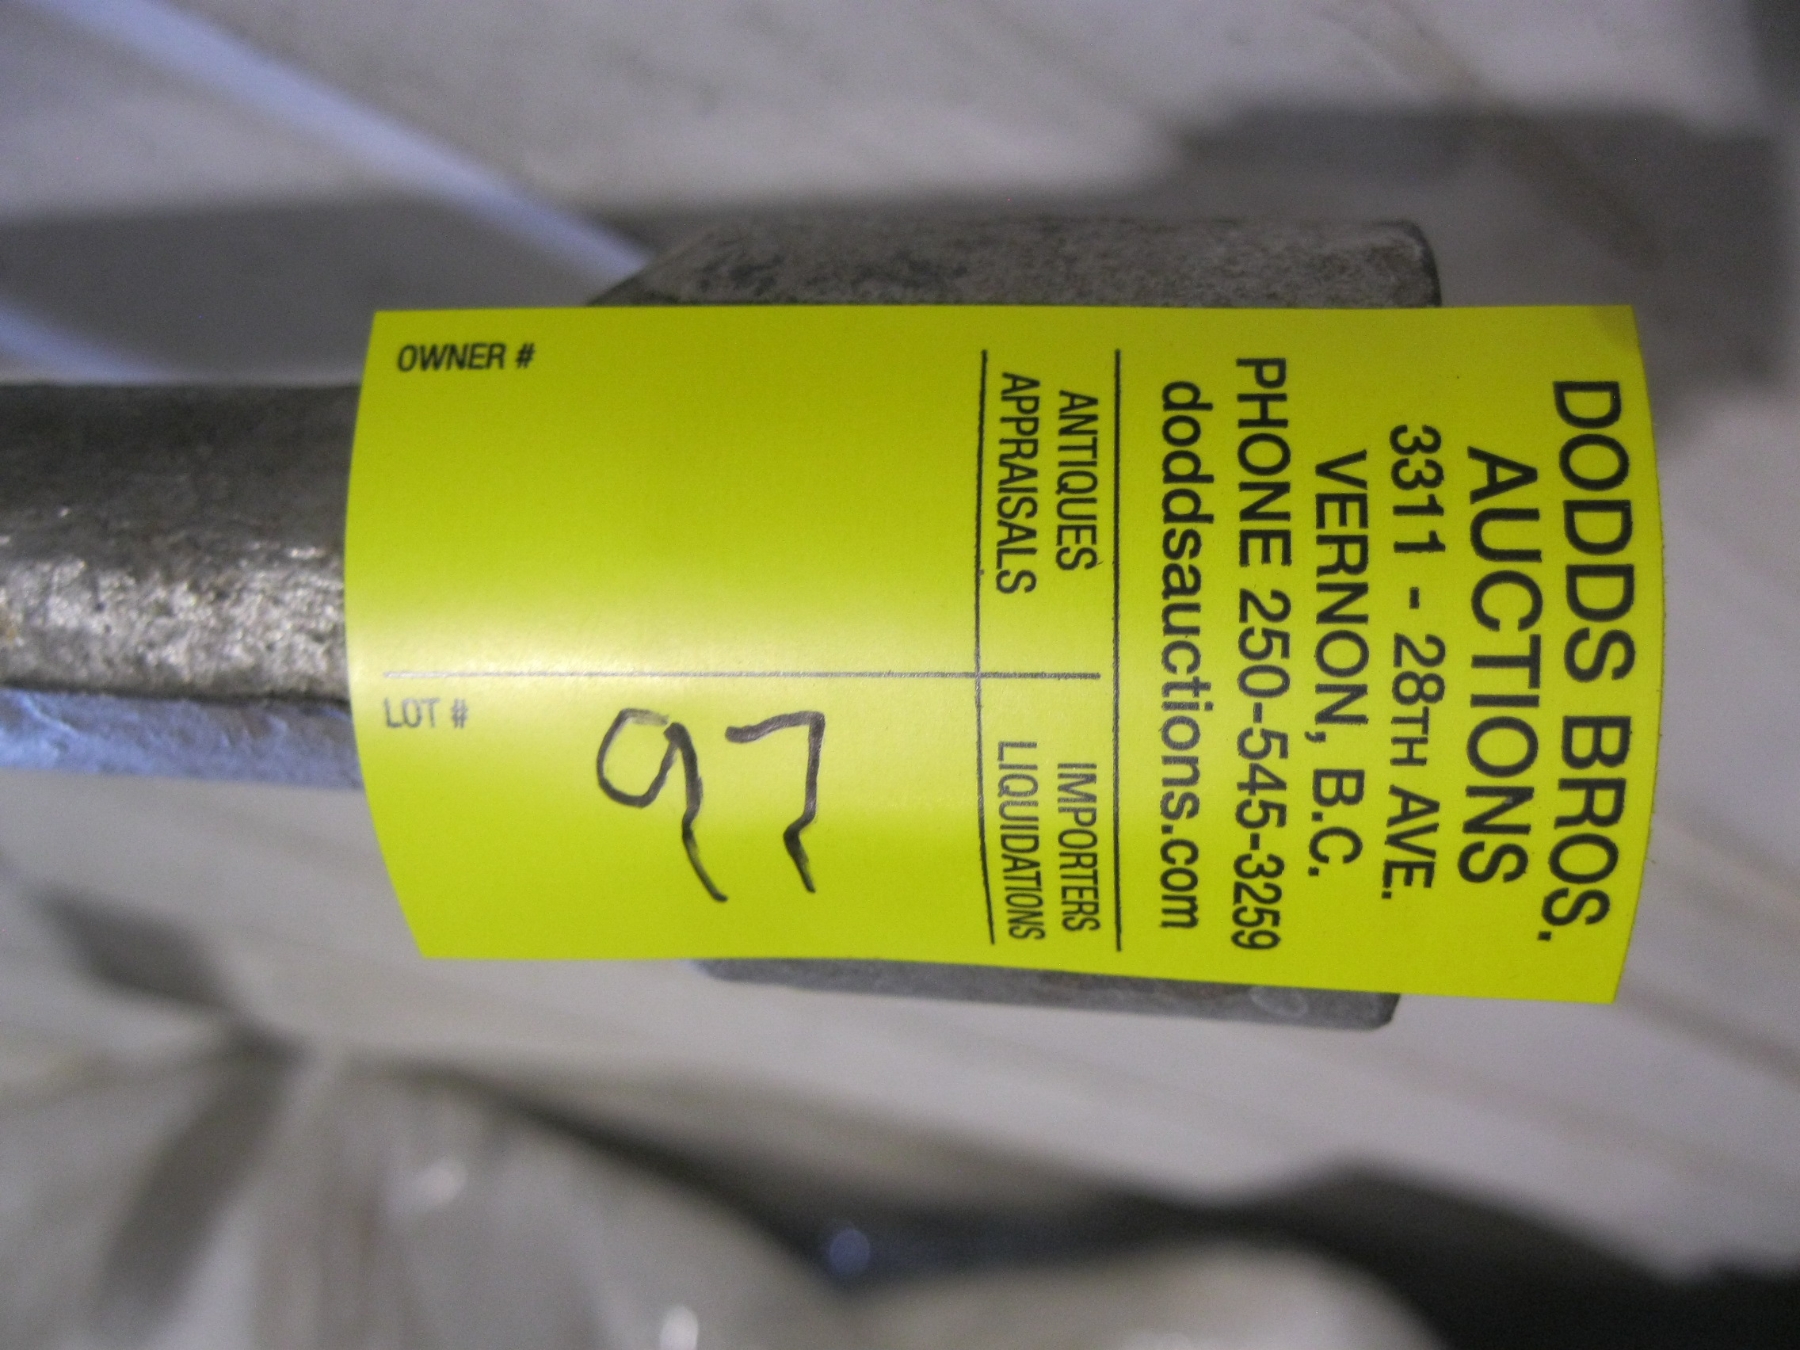 DODDS BROS.
AUCTIONS
3311 - 28TH AVE.
VERNON, B.C.
PHONE 250-545-3259
doddsauctions.com
ANTIQUES IMPORTERS
APPRAISALS LIQUIDATIONS
OWNER #
LOT #
97